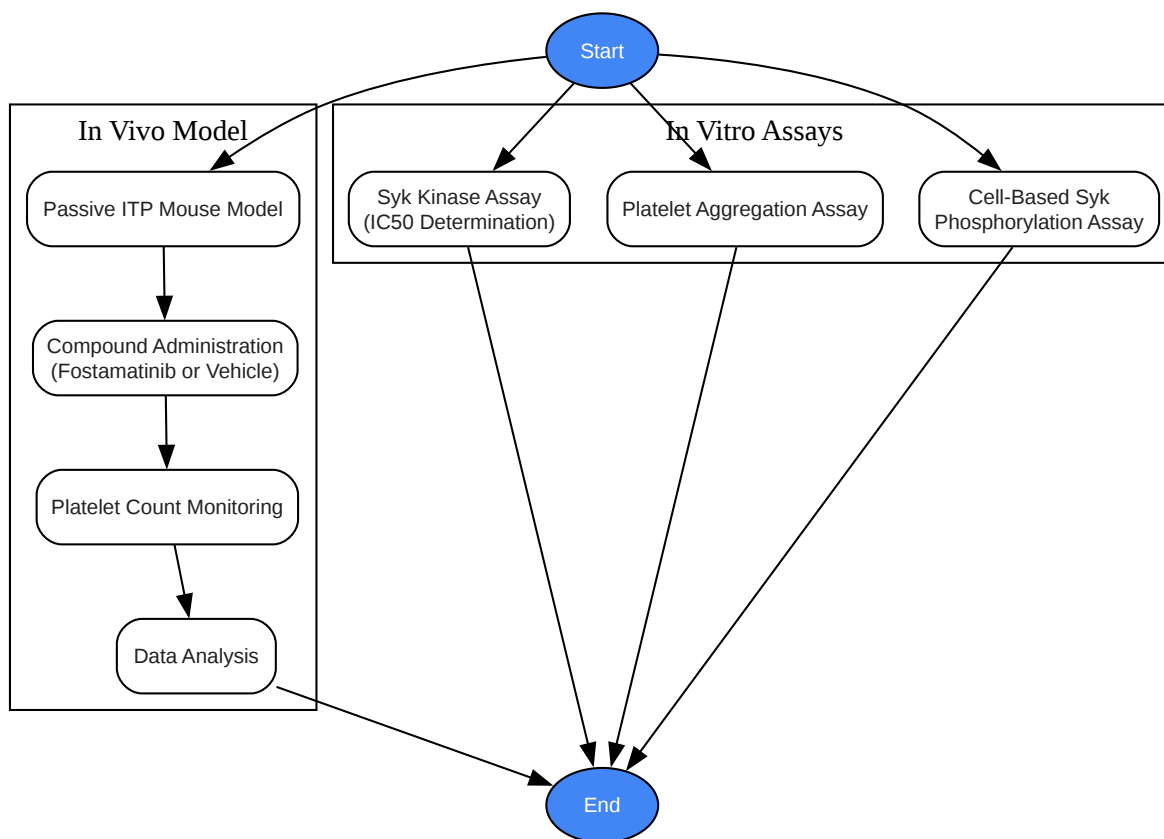 Start
In Vivo Model
In Vitro Assays
Passive ITP Mouse Model
Syk Kinase Assay
(IC50 Determination)
Platelet Aggregation Assay
Cell-Based Syk
Phosphorylation Assay
Compound Administration
(Fostamatinib or Vehicle)
Platelet Count Monitoring
Data Analysis
End